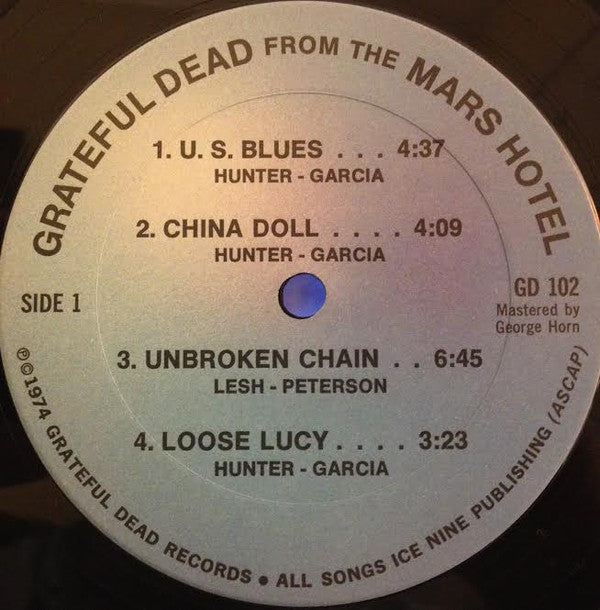 GRATEFUL DEAD FROM THE MARS HOTEL
1. U. S. BLUES . . . 4:37
HUNTER - GARCIA
2. CHINA DOLL . . . . 4:09
HUNTER - GARCIA
SIDE 1
GD 102
Mastered by
George Horn
3. UNBROKEN CHAIN . . 6:45
LESH - PETERSON
4. LOOSE LUCY . . . . 3:23
HUNTER - GARCIA
℗©1974 GRATEFUL DEAD RECORDS • ALL SONGS ICE NINE PUBLISHING (ASCAP)